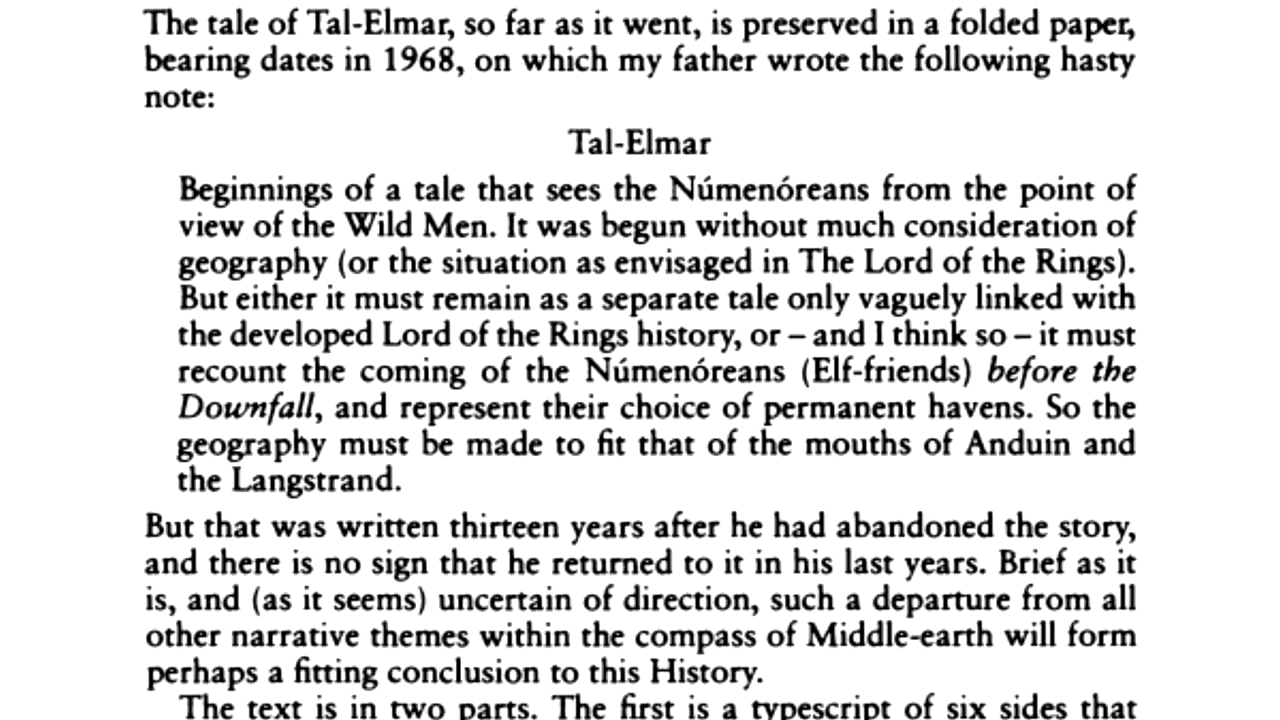 The tale of Tal-Elmar, so far as it went, is preserved in a folded paper,
bearing dates in 1968, on which my father wrote the following hasty
note:
Tal-Elmar
Beginnings of a tale that sees the Númenóreans from the point of
view of the Wild Men. It was begun without much consideration of
geography (or the situation as envisaged in The Lord of the Rings).
But either it must remain as a separate tale only vaguely linked with
the developed Lord of the Rings history, or – and I think so – it must
recount the coming of the Númenóreans (Elf-friends) before the
Downfall, and represent their choice of permanent havens. So the
geography must be made to fit that of the mouths of Anduin and
the Langstrand.
But that was written thirteen years after he had abandoned the story,
and there is no sign that he returned to it in his last years. Brief as it
is, and (as it seems) uncertain of direction, such a departure from all
other narrative themes within the compass of Middle-earth will form
perhaps a fitting conclusion to this History.
The text is in two parts. The first is a typescript of six sides that